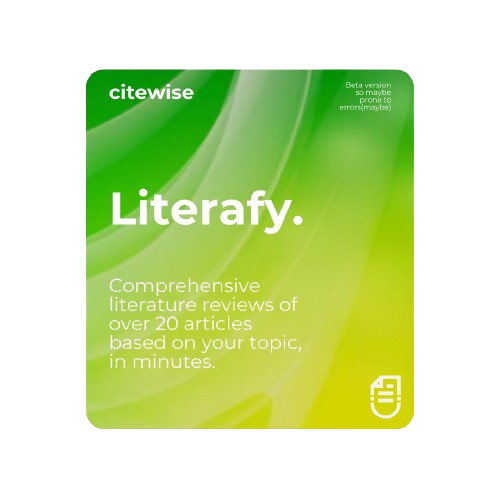 citewise
Beta version
so maybe
prone to
errors(maybe)
Literafy.
Comprehensive
literature reviews of
over 20 articles
based on your topic,
in minutes.